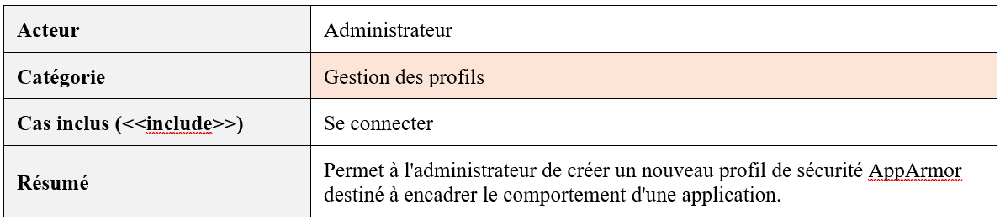 Acteur
Administrateur
Catégorie
Gestion des profils
Cas inclus (<<include>>)
Se connecter
Résumé
Permet à l'administrateur de créer un nouveau profil de sécurité AppArmor
destiné à encadrer le comportement d'une application.